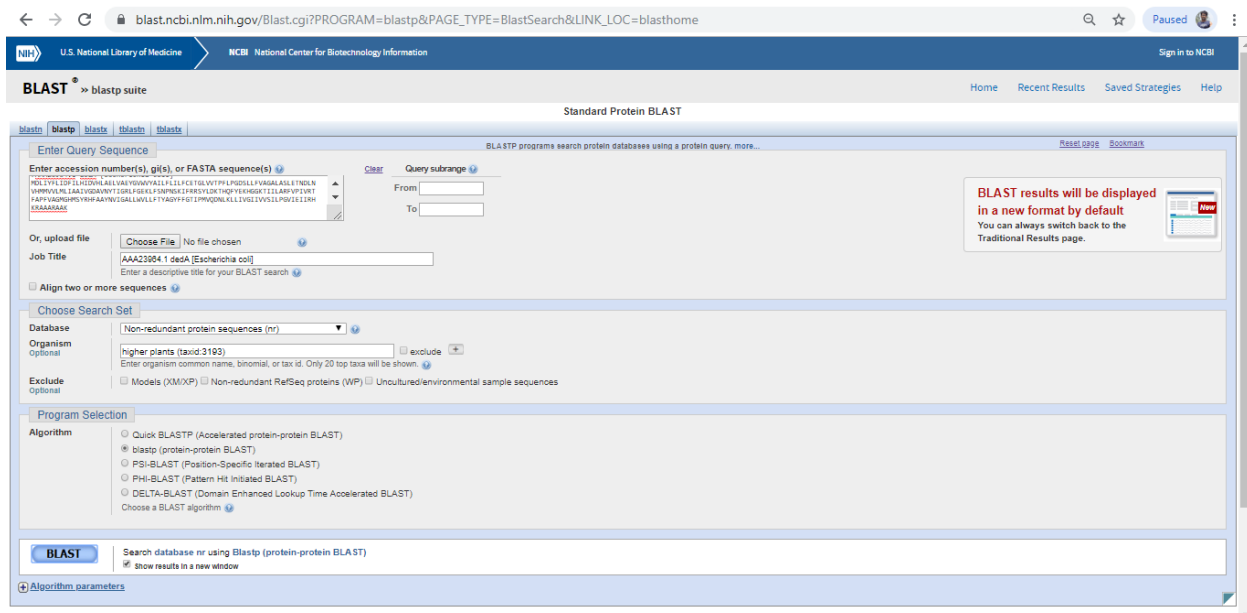 blast.ncbi.nlm.nih.gov/Blast.cgi?PROGRAM=blastp&PAGE_TYPE=BlastSearch&LINK_LOC=blasthome
Paused
NIH U.S. National Library of Medicine NCBI National Center for Biotechnology Information Sign in to NCBI
BLAST ® » blastp suite Home Recent Results Saved Strategies Help
Standard Protein BLAST
blastn blastp blastx tblastn tblastx
Enter Query Sequence BLASTP programs search protein databases using a protein query. more... Reset page Bookmark
Enter accession number(s), gi(s), or FASTA sequence(s) Clear Query subrange
From
To
KRAAARAAK
BLAST results will be displayed
in a new format by default
You can always switch back to the
Traditional Results page.
New
Or, upload file Choose File No file chosen
Job Title AAA23964.1 dedA [Escherichia coli]
Enter a descriptive title for your BLAST search
Align two or more sequences
Choose Search Set
Database Non-redundant protein sequences (nr)
Organism
Optional
higher plants (taxid:3193) exclude +
Enter organism common name, binomial, or tax id. Only 20 top taxa will be shown.
Exclude
Optional
Models (XM/XP) Non-redundant RefSeq proteins (WP) Uncultured/environmental sample sequences
Program Selection
Algorithm
Quick BLASTP (Accelerated protein-protein BLAST)
blastp (protein-protein BLAST)
PSI-BLAST (Position-Specific Iterated BLAST)
PHI-BLAST (Pattern Hit Initiated BLAST)
DELTA-BLAST (Domain Enhanced Lookup Time Accelerated BLAST)
Choose a BLAST algorithm
BLAST Search database nr using Blastp (protein-protein BLAST)
Show results in a new window
Algorithm parameters